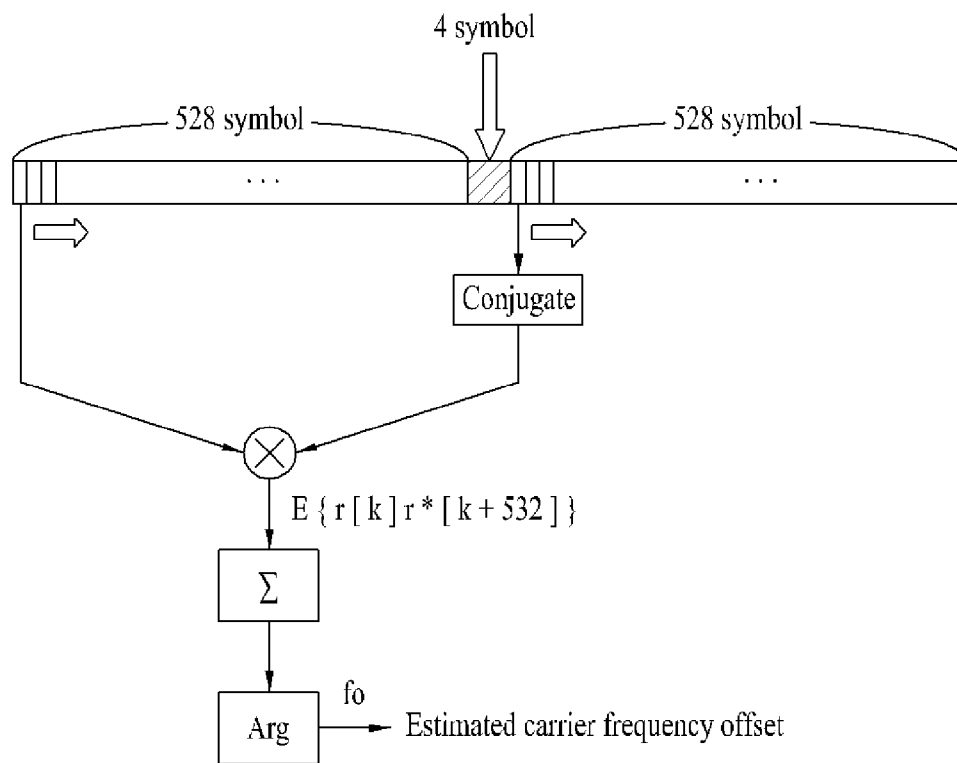 4 symbol
528 symbol
528 symbol
. . .
. . .
Conjugate
E { r [ k ] r * [ k + 532 ] }
Σ
fo
Arg
Estimated carrier frequency offset